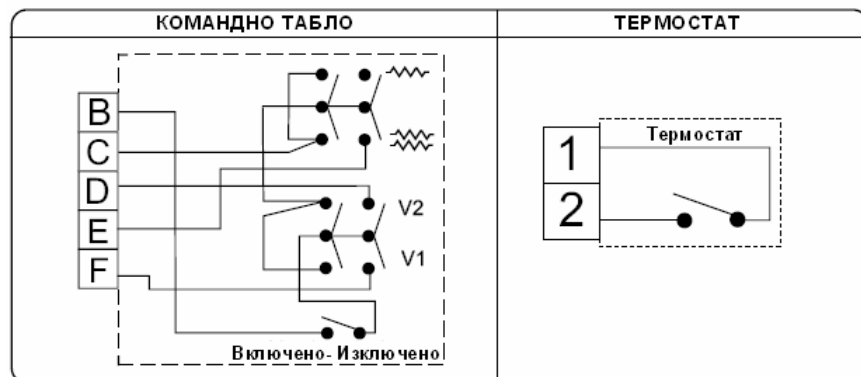 КОМАНДНО ТАБЛО
ТЕРМОСТАТ
B
C
D
E
F
V2
V1
Включено- Изключено
Термостат
1
2